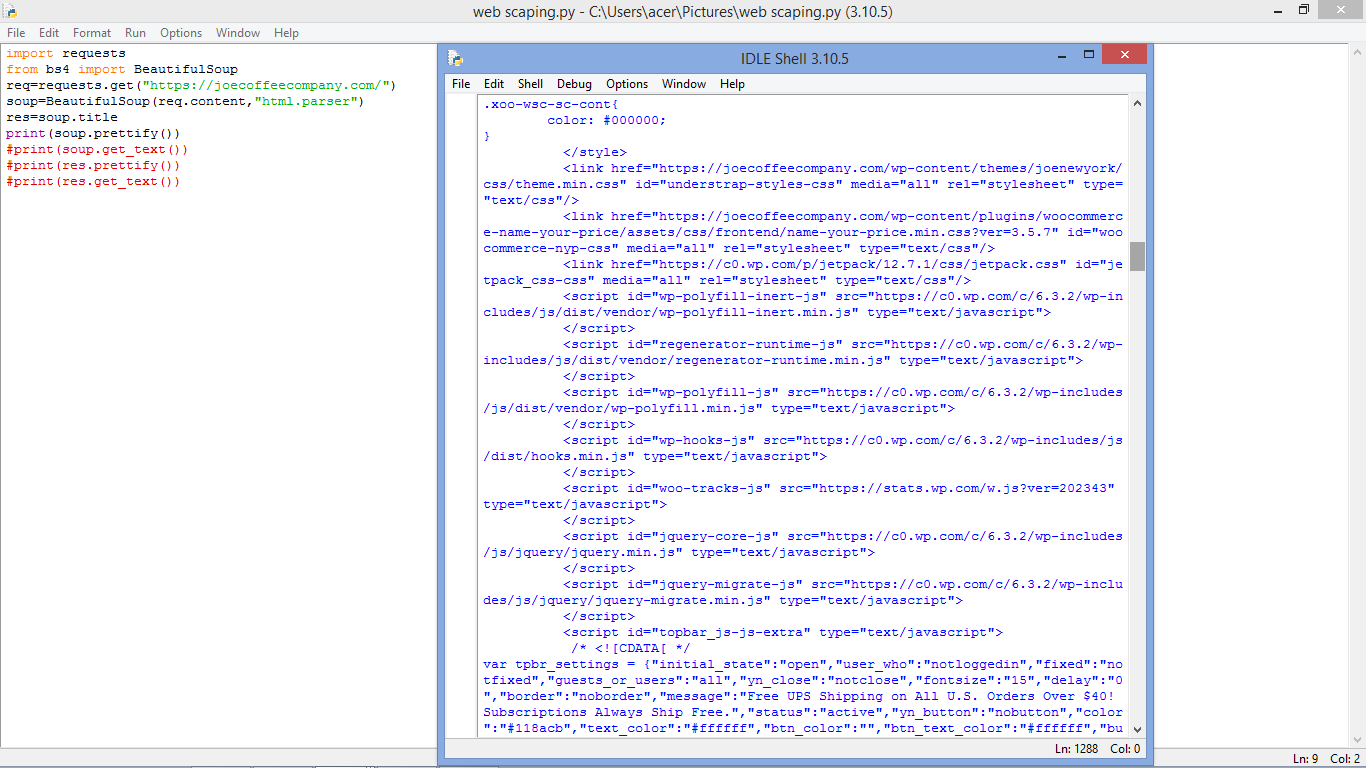 web scaping.py - C:\Users\acer\Pictures\web scaping.py (3.10.5)
File Edit Format Run Options Window Help
import requests
from bs4 import BeautifulSoup
req=requests.get("https://joecoffeecompany.com/")
soup=BeautifulSoup(req.content,"html.parser")
res=soup.title
print(soup.prettify())
#print(soup.get_text())
#print(res.prettify())
#print(res.get_text())
IDLE Shell 3.10.5
File Edit Shell Debug Options Window Help
.xoo-wsc-sc-cont{
color: #000000;
}
</style>
<link href="https://joecoffeecompany.com/wp-content/themes/joenewyork/
css/theme.min.css" id="understrap-styles-css" media="all" rel="stylesheet" type=
"text/css"/>
<link href="https://joecoffeecompany.com/wp-content/plugins/woocommerc
e-name-your-price/assets/css/frontend/name-your-price.min.css?ver=3.5.7" id="woo
commerce-nyp-css" media="all" rel="stylesheet" type="text/css"/>
<link href="https://c0.wp.com/p/jetpack/12.7.1/css/jetpack.css" id="je
tpack_css-css" media="all" rel="stylesheet" type="text/css"/>
<script id="wp-polyfill-inert-js" src="https://c0.wp.com/c/6.3.2/wp-in
cludes/js/dist/vendor/wp-polyfill-inert.min.js" type="text/javascript">
</script>
<script id="regenerator-runtime-js" src="https://c0.wp.com/c/6.3.2/wp-
includes/js/dist/vendor/regenerator-runtime.min.js" type="text/javascript">
</script>
<script id="wp-polyfill-js" src="https://c0.wp.com/c/6.3.2/wp-includes
/js/dist/vendor/wp-polyfill.min.js" type="text/javascript">
</script>
<script id="wp-hooks-js" src="https://c0.wp.com/c/6.3.2/wp-includes/js
/dist/hooks.min.js" type="text/javascript">
</script>
<script id="woo-tracks-js" src="https://stats.wp.com/w.js?ver=202343"
type="text/javascript">
</script>
<script id="jquery-core-js" src="https://c0.wp.com/c/6.3.2/wp-includes
/js/jquery/jquery.min.js" type="text/javascript">
</script>
<script id="jquery-migrate-js" src="https://c0.wp.com/c/6.3.2/wp-inclu
des/js/jquery/jquery-migrate.min.js" type="text/javascript">
</script>
<script id="topbar_js-js-extra" type="text/javascript">
/* <![CDATA[ */
var tpbr_settings = {"initial_state":"open","user_who":"notloggedin","fixed":"no
tfixed","guests_or_users":"all","yn_close":"notclose","fontsize":"15","delay":"0
","border":"noborder","message":"Free UPS Shipping on All U.S. Orders Over $40!
Subscriptions Always Ship Free.","status":"active","yn_button":"nobutton","color
":"#118acb","text_color":"#ffffff","btn_color":"","btn_text_color":"#ffffff","bu
Ln: 1288 Col: 0
Ln: 9 Col: 2